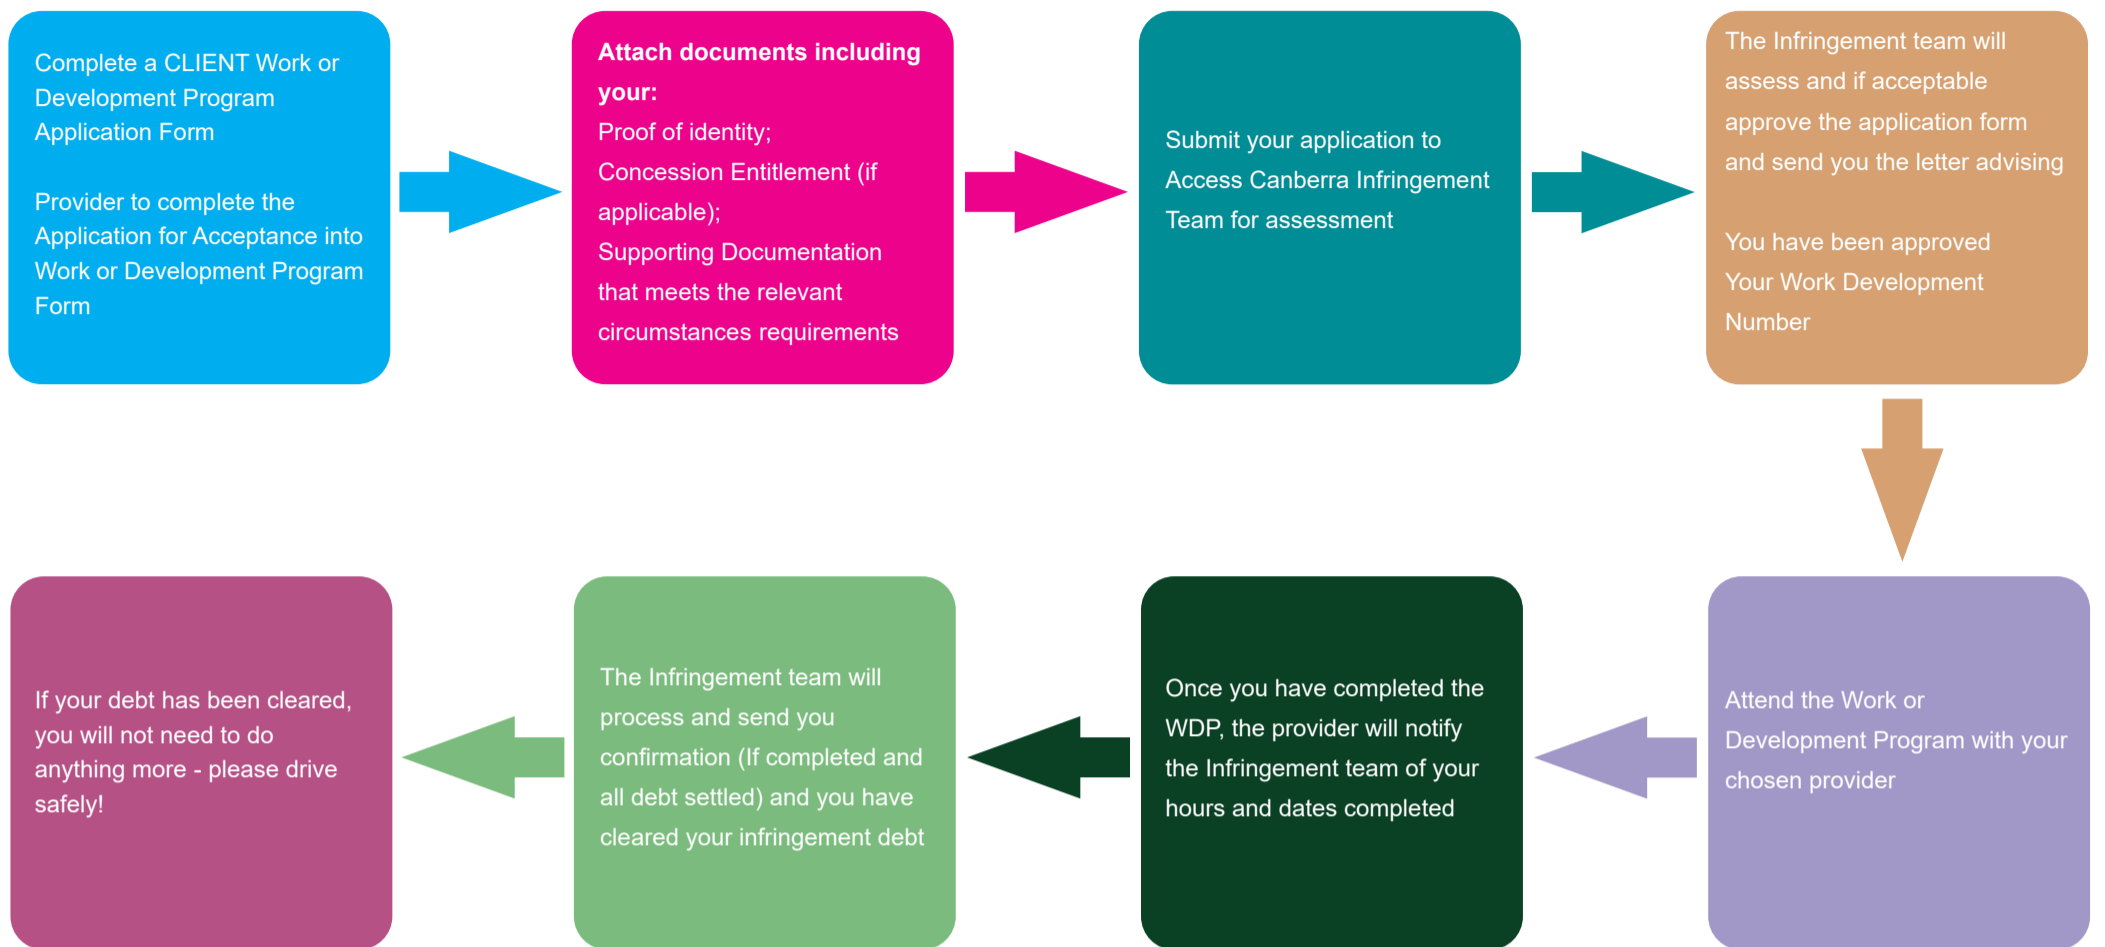 Complete a CLIENT Work or
Development Program
Application Form
Provider to complete the
Application for Acceptance into
Work or Development Program
Form
Attach documents including
your:
Proof of identity;
Concession Entitlement (if
applicable);
Supporting Documentation
that meets the relevant
circumstances requirements
Submit your application to
Access Canberra Infringement
Team for assessment
The Infringement team will
assess and if acceptable
approve the application form
and send you the letter advising
You have been approved
Your Work Development
Number
Attend the Work or
Development Program with your
chosen provider
Once you have completed the
WDP, the provider will notify
the Infringement team of your
hours and dates completed
The Infringement team will
process and send you
confirmation (If completed and
all debt settled) and you have
cleared your infringement debt
If your debt has been cleared,
you will not need to do
anything more - please drive
safely!